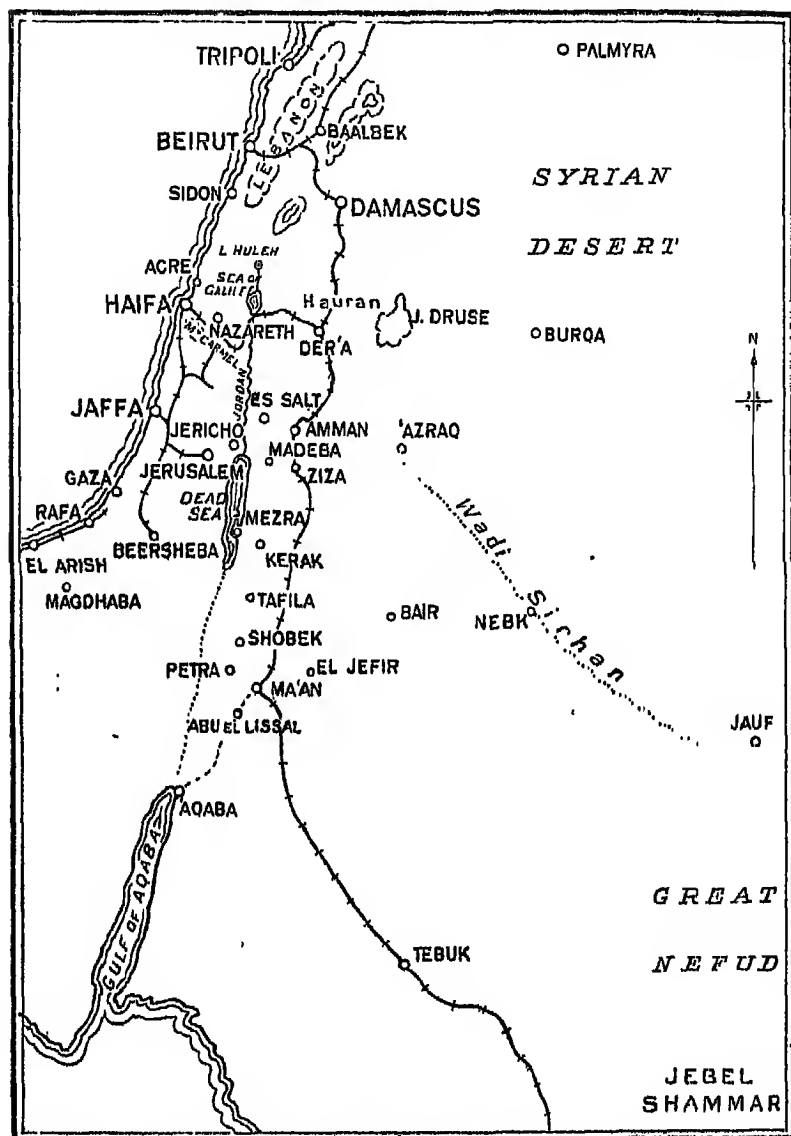 TRIPOLI
PALMYRA
LEBANON
BAALBEK
BEIRUT
SYRIAN
SIDON
DAMASCUS
DESERT
L HULEH
ACRE
SEA OF
GALILEE
HAIFA
Hauran
J. DRUSE
NAZARETH
BURQA
N
MT CARMEL
DER'A
JORDAN
ES SALT
JAFFA
JERICHO
AMMAN
'AZRAQ
MADEBA
JERUSALEM
ZIZA
GAZA
DEAD
SEA
RAFA
MEZRA
Wadi Sirhan
BEERSHEBA
KERAK
EL ARISH
MAGDHABA
TAFILA
BAIR
NEBK
SHOBEK
PETRA
EL JEFIR
MA'AN
ABU EL LISSAL
JAUF
AQABA
GULF OF AQABA
GREAT
TEBUK
NEFUD
JEBEL
SHAMMAR